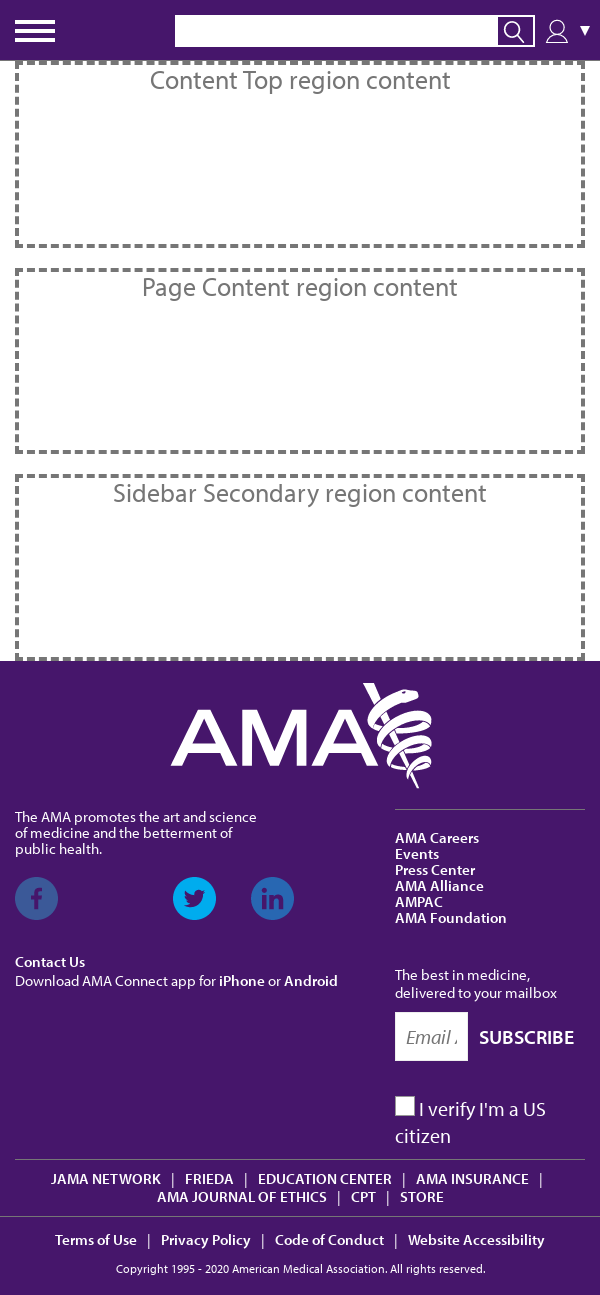 ▼
Content Top region content
Page Content region content
Sidebar Secondary region content
AMA
The AMA promotes the art and science
of medicine and the betterment of
public health.
Contact Us
Download AMA Connect app for iPhone or Android
AMA Careers
Events
Press Center
AMA Alliance
AMPAC
AMA Foundation
The best in medicine,
delivered to your mailbox
Email SUBSCRIBE
I verify I'm a US
citizen
JAMA NETWORK | FRIEDA | EDUCATION CENTER | AMA INSURANCE |
AMA JOURNAL OF ETHICS | CPT | STORE
Terms of Use | Privacy Policy | Code of Conduct | Website Accessibility
Copyright 1995 - 2020 American Medical Association. All rights reserved.